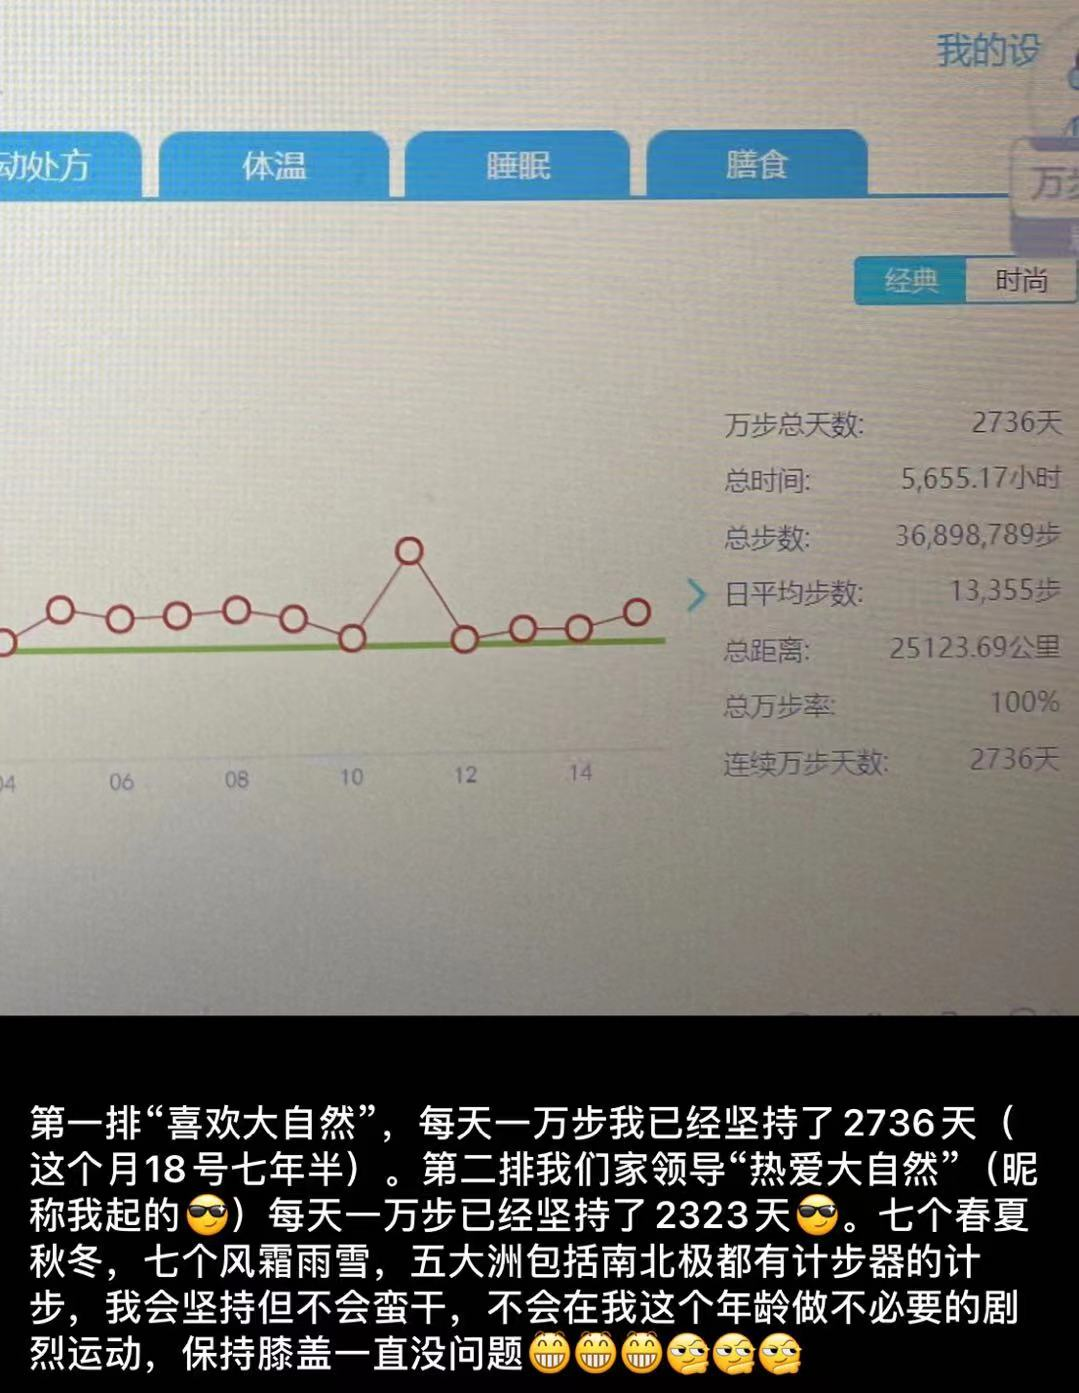 我的设
动处方
体温
睡眠
膳食
万步
经典
时尚
万步总天数:
2736天
总时间:
5,655.17小时
总步数:
36,898,789步
日平均步数:
13,355步
总距离:
25123.69公里
总万步率:
100%
连续万步天数:
2736天
04
06
08
10
12
14
第一排“喜欢大自然”，每天一万步我已经坚持了2736天（
这个月18号七年半）。第二排我们家领导“热爱大自然”（昵
称我起的😎）每天一万步已经坚持了2323天😎。七个春夏
秋冬，七个风霜雨雪，五大洲包括南北极都有计步器的计
步，我会坚持但不会蛮干，不会在我这个年龄做不必要的剧
烈运动，保持膝盖一直没问题😁😁😁🤔🤔🤔